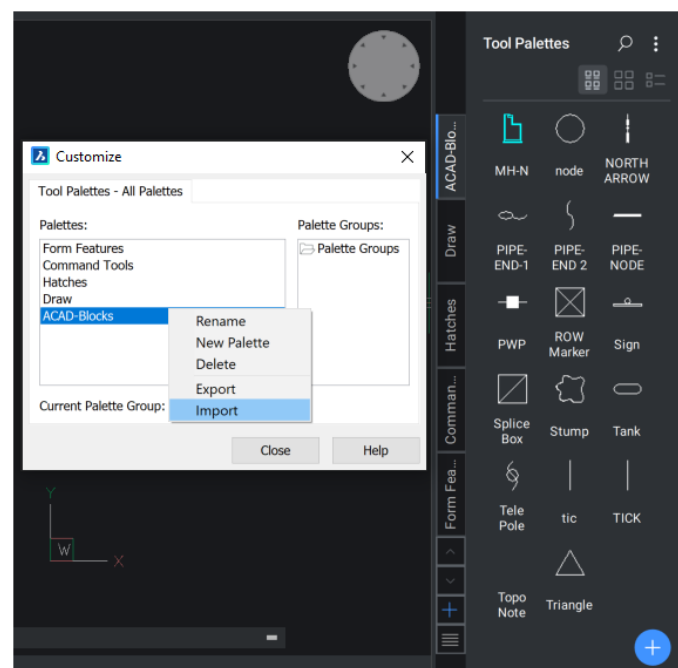 Tool Palettes
Customize
Tool Palettes - All Palettes
Palettes:
Form Features
Command Tools
Hatches
Draw
ACAD-Blocks
Palette Groups:
Palette Groups
Rename
New Palette
Delete
Export
Import
Current Palette Group:
Close
Help
Y
W
X
ACAD-Blo...
Draw
Hatches
Comman...
Form Fea...
MH-N
node
NORTH
ARROW
PIPE-
END-1
PIPE-
END 2
PIPE-
NODE
PWP
ROW
Marker
Sign
Splice
Box
Stump
Tank
Tele
Pole
tic
TICK
Topo
Note
Triangle